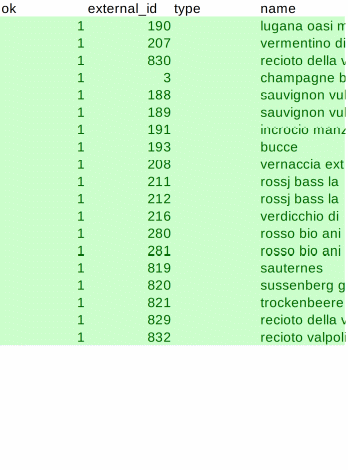 ok external_id type name
1 190 lugana oasi m
1 207 vermentino di
1 830 recioto della v
1 3 champagne b
1 188 sauvignon vul
1 189 sauvignon vul
1 191 incrocio manz
1 193 bucce
1 208 vernaccia ext
1 211 rossj bass la
1 212 rossj bass la
1 216 verdicchio di
1 280 rosso bio ani
1 281 rosso bio ani
1 819 sauternes
1 820 sussenberg g
1 821 trockenbeere
1 829 recioto della v
1 832 recioto valpoli